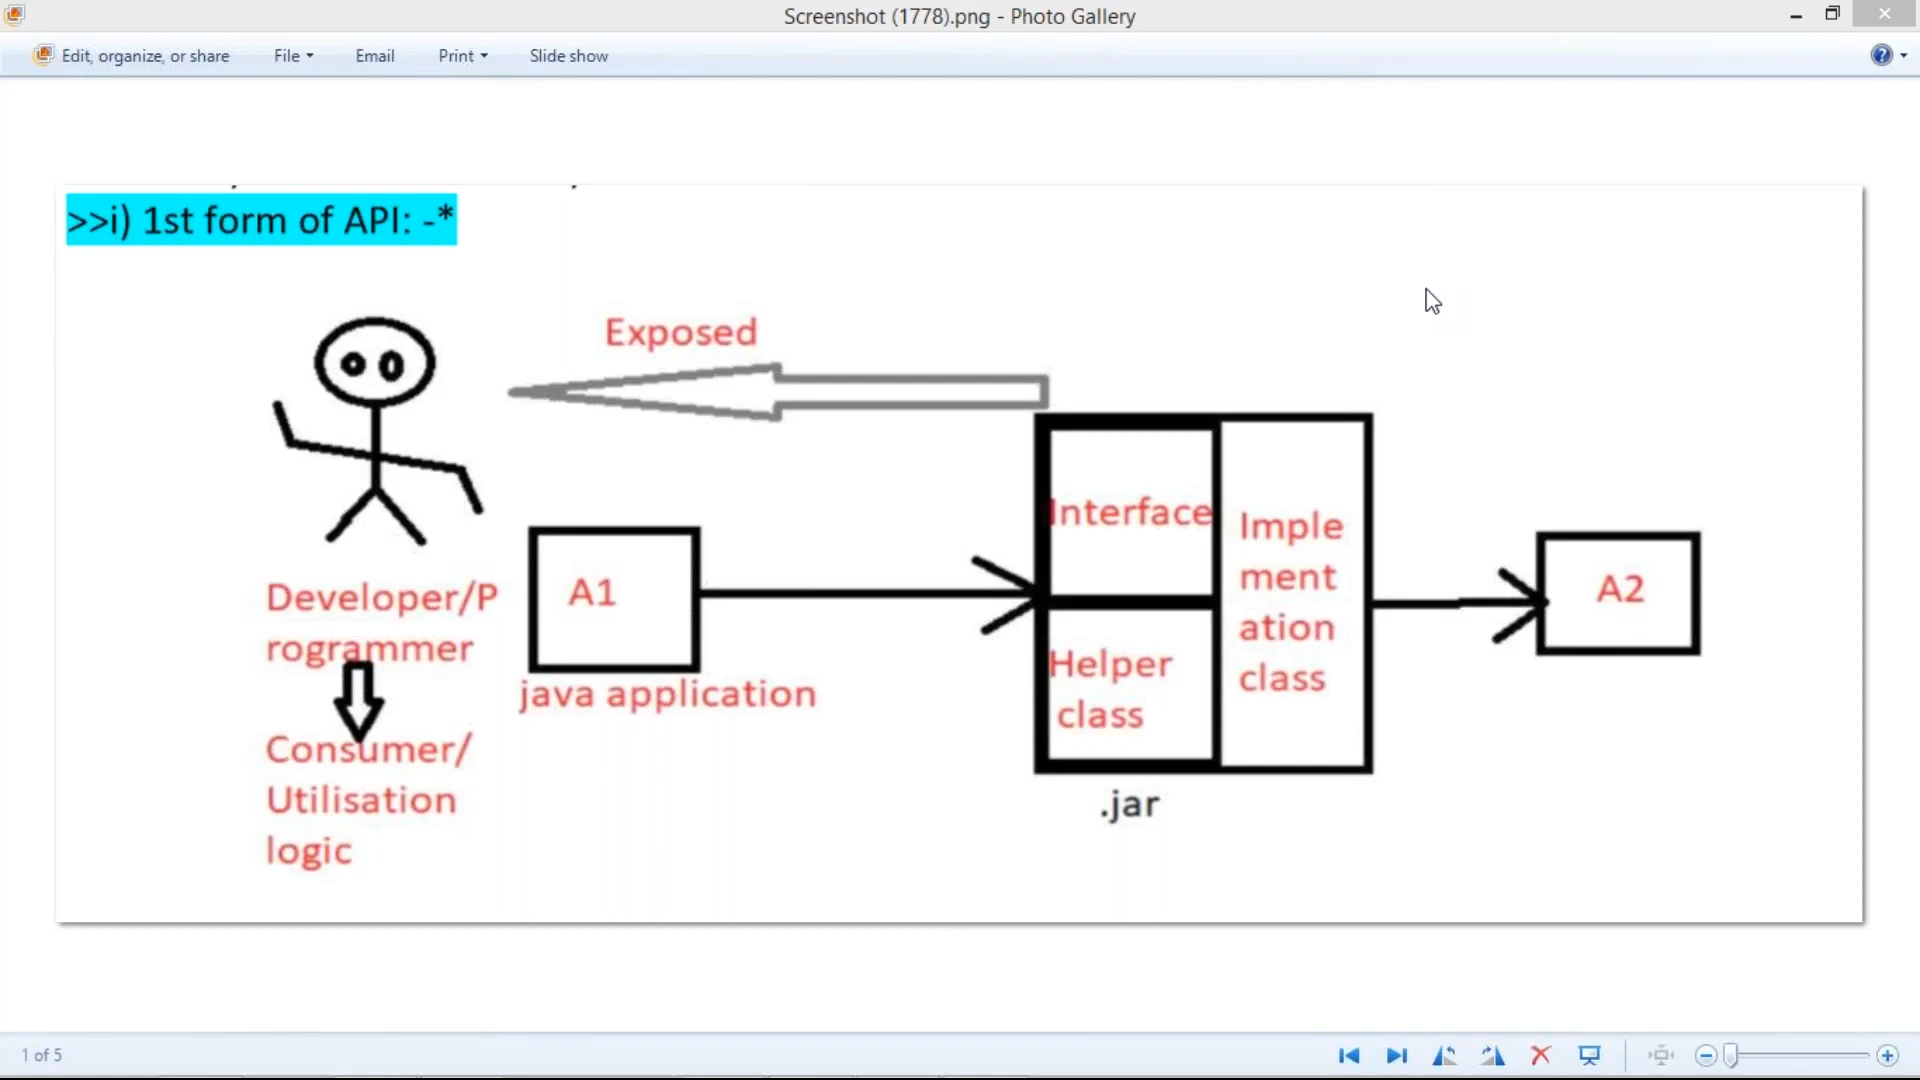 Screenshot (1778).png - Photo Gallery
Edit, organize, or share File Email Print Slide show
>>i) 1st form of API: -*
Exposed
Interface
Imple
ment
ation
class
A1
A2
Developer/P
rogrammer
Helper
class
java application
Consumer/
Utilisation
logic
.jar
1 of 5